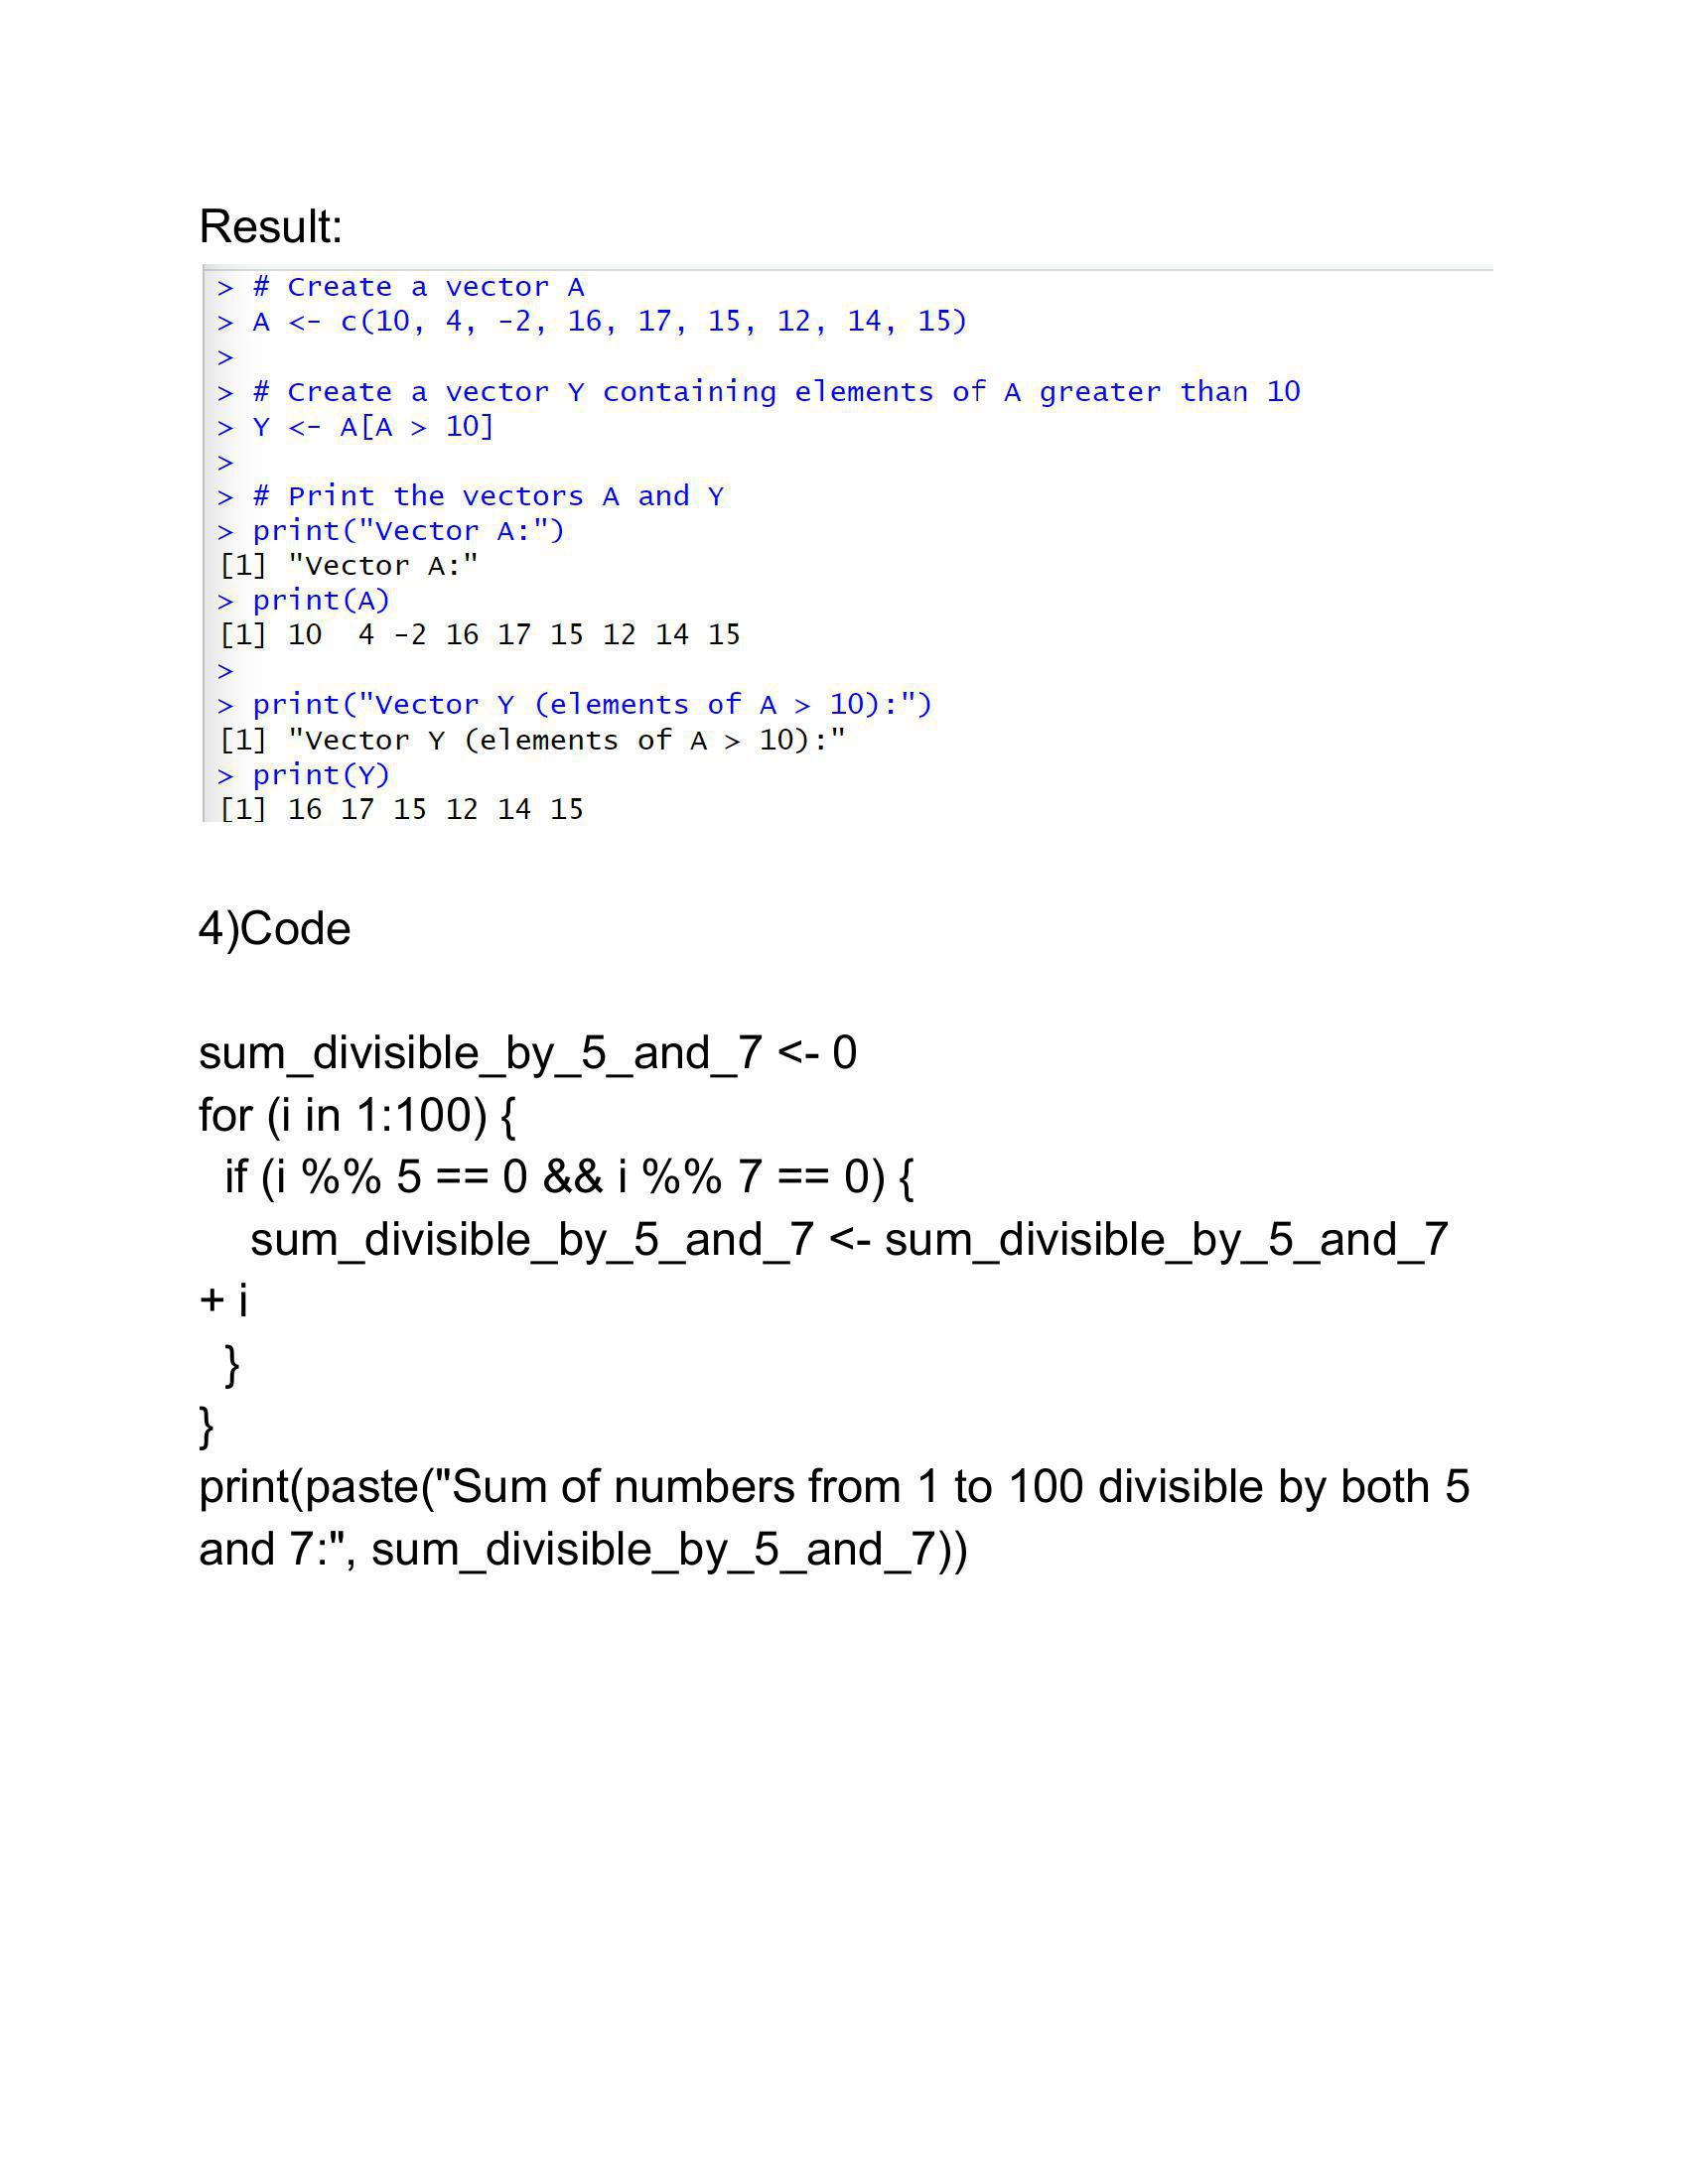 Result:
> # Create a vector A
> A <- c(10, 4, -2, 16, 17, 15, 12, 14, 15)
>
> # Create a vector Y containing elements of A greater than 10
> Y <- A[A > 10]
>
> # Print the vectors A and Y
> print("Vector A:")
[1] "Vector A:"
> print(A)
[1] 10  4 -2 16 17 15 12 14 15
>
> print("Vector Y (elements of A > 10):")
[1] "Vector Y (elements of A > 10):"
> print(Y)
[1] 16 17 15 12 14 15
4)Code
sum_divisible_by_5_and_7 <- 0
for (i in 1:100) {
  if (i %% 5 == 0 && i %% 7 == 0) {
    sum_divisible_by_5_and_7 <- sum_divisible_by_5_and_7
+ i
  }
}
print(paste("Sum of numbers from 1 to 100 divisible by both 5
and 7:", sum_divisible_by_5_and_7))